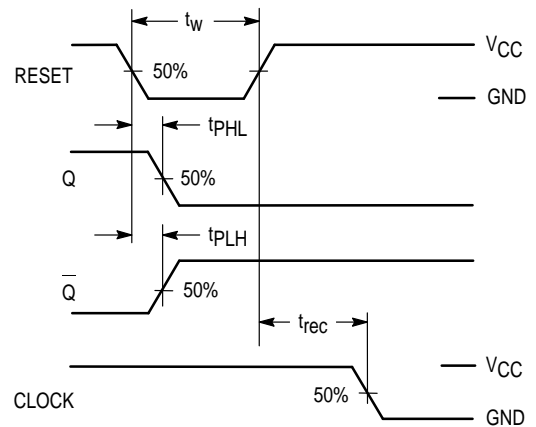 tw
VCC
RESET
50%
GND
tPHL
Q
50%
tPLH
Q̅
50%
trec
VCC
50%
CLOCK
GND